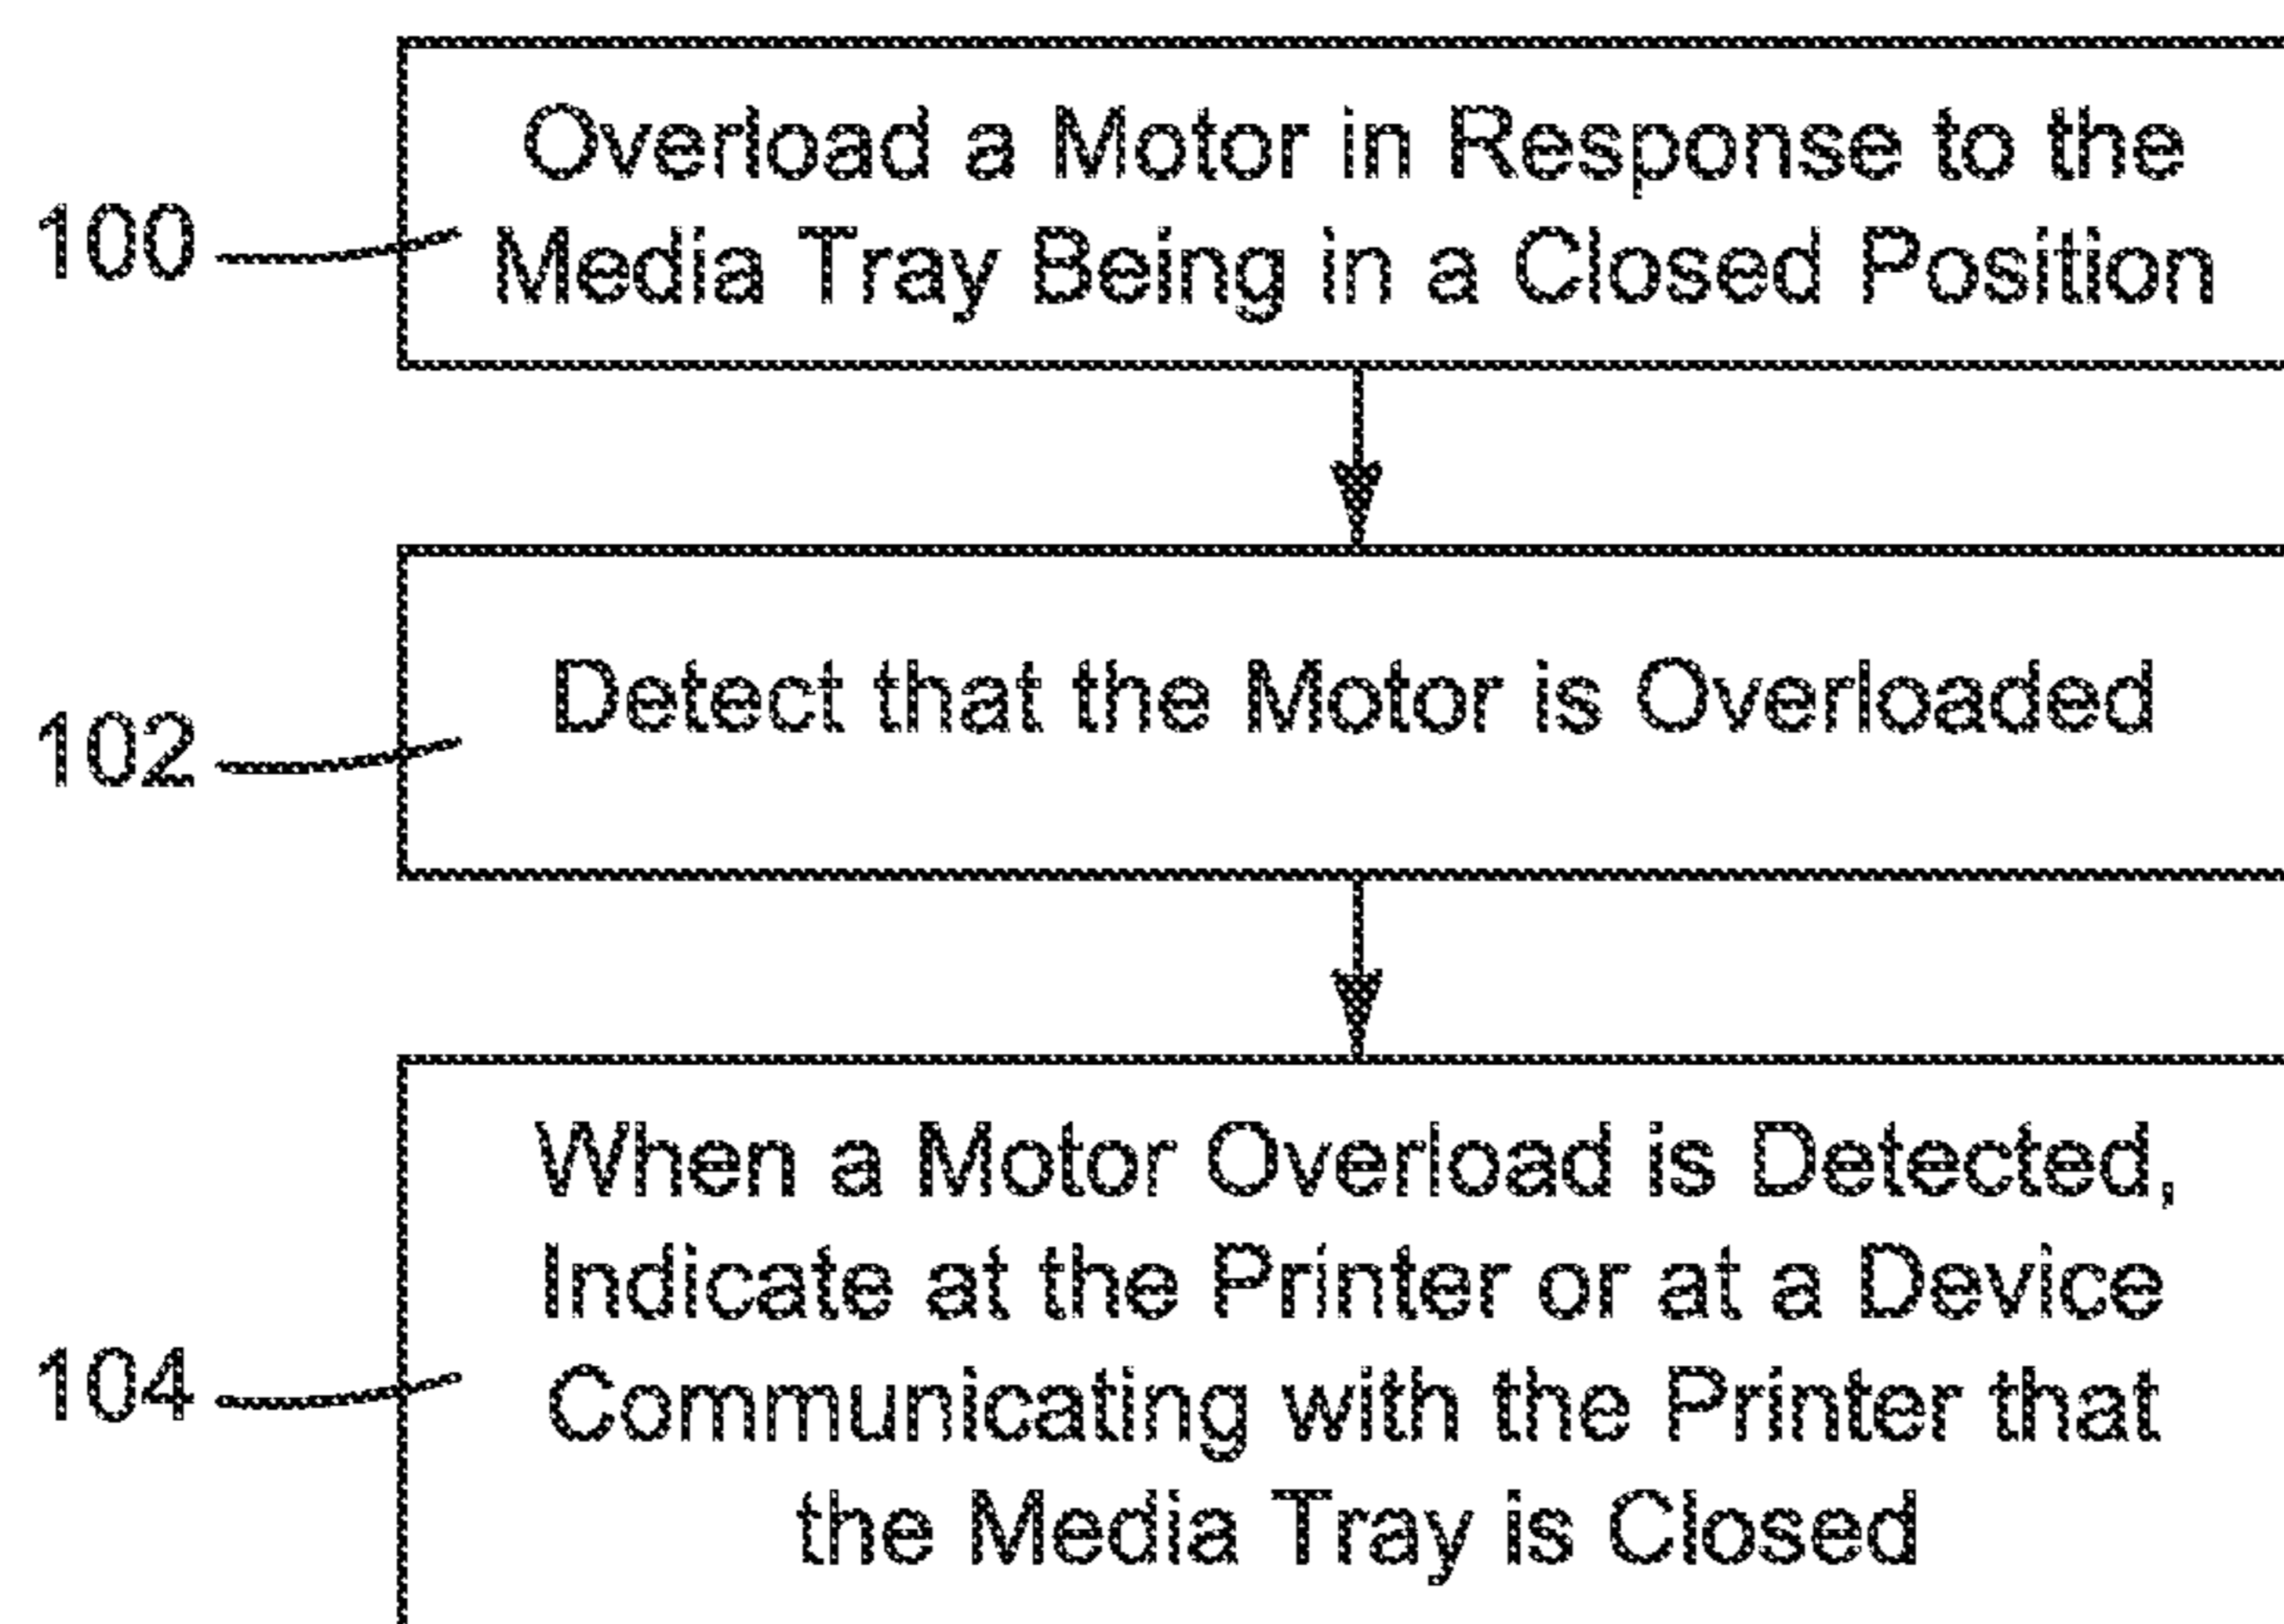 Overload a Motor in Response to the
100
Media Tray Being in a Closed Position
Detect that the Motor is Overloaded
102
When a Motor Overload is Detected,
Indicate at the Printer or at a Device
104
Communicating with the Printer that
the Media Tray is Closed